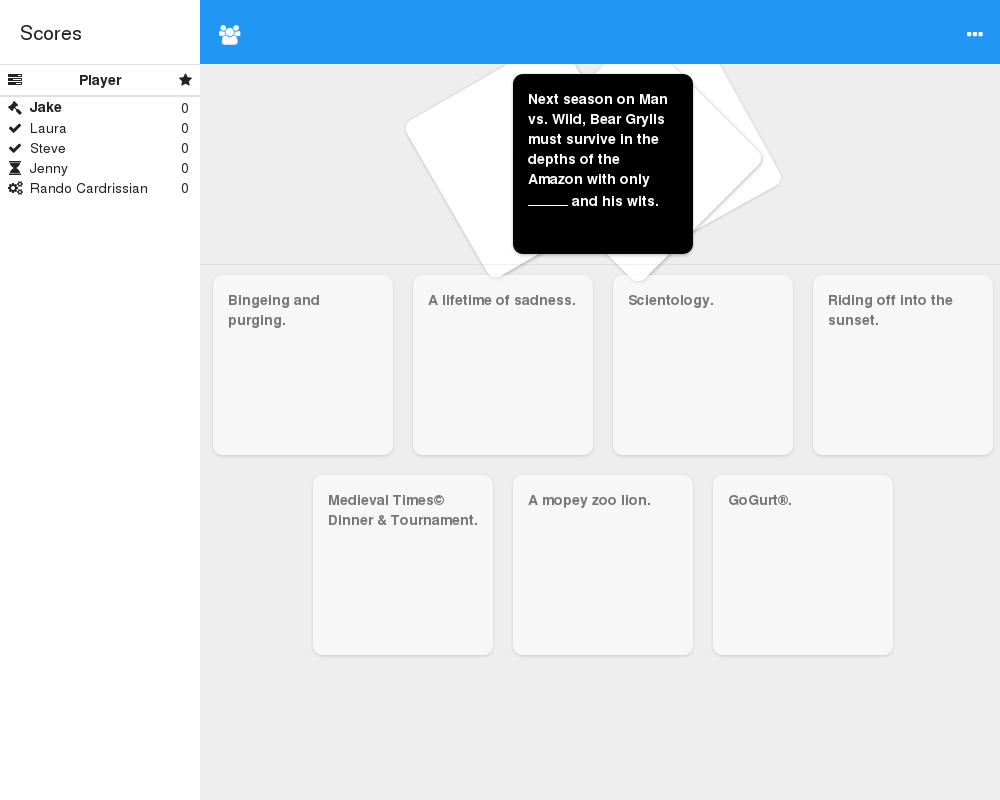 Scores
Player
Jake 0
Laura 0
Steve 0
Jenny 0
Rando Cardrissian 0
Next season on Man
vs. Wild, Bear Grylls
must survive in the
depths of the
Amazon with only
_____ and his wits.
Bingeing and
purging.
A lifetime of sadness.
Scientology.
Riding off into the
sunset.
Medieval Times©
Dinner & Tournament.
A mopey zoo lion.
GoGurt®.